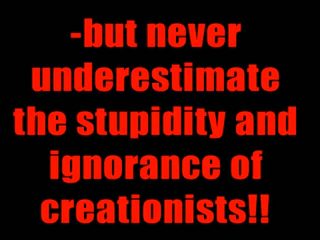 -but never
underestimate
the stupidity and
ignorance of
creationists!!